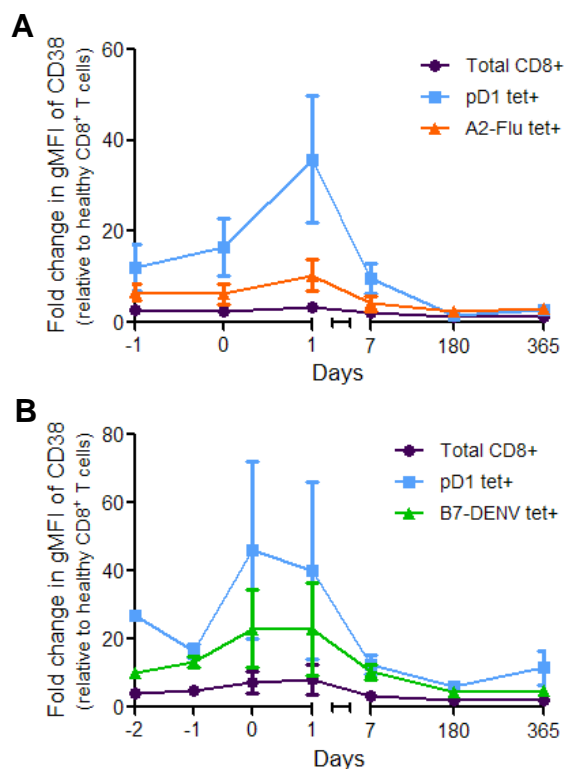 A
Fold change in gMFI of CD38
(relative to healthy CD8⁺ T cells)
60
40
20
0
Total CD8+
pD1 tet+
A2-Flu tet+
-1 0 1 7 180 365
Days
B
Fold change in gMFI of CD38
(relative to healthy CD8⁺ T cells)
80
60
40
20
0
Total CD8+
pD1 tet+
B7-DENV tet+
-2 -1 0 1 7 180 365
Days